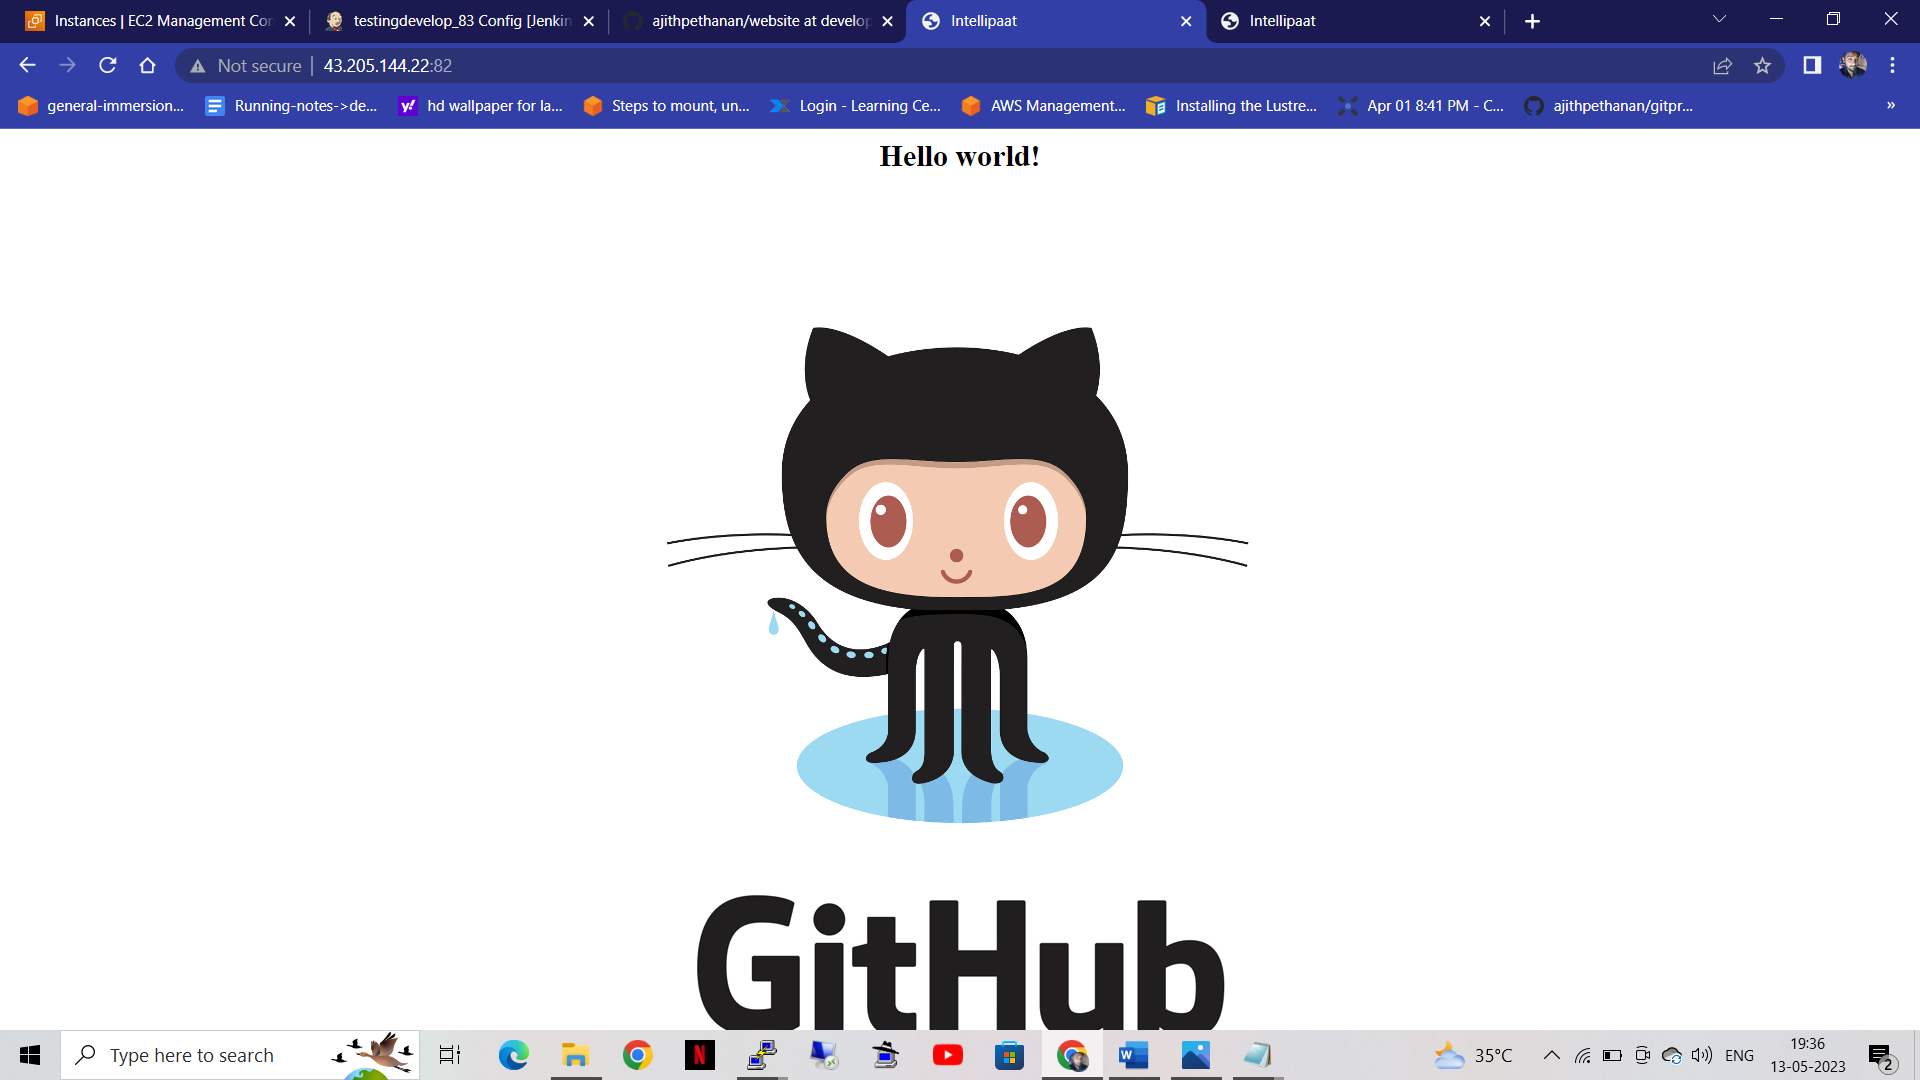 Instances | EC2 Management Con
testingdevelop_83 Config [Jenkin
ajithpethanan/website at develop
Intellipaat
Intellipaat
Not secure
43.205.144.22:82
general-immersion...
Running-notes->de...
hd wallpaper for la...
Steps to mount, un...
Login - Learning Ce...
AWS Management...
Installing the Lustre...
Apr 01 8:41 PM - C...
ajithpethanan/gitpr...
»
Hello world!
GitHub
Type here to search
35°C
ENG
19:36
13-05-2023
2